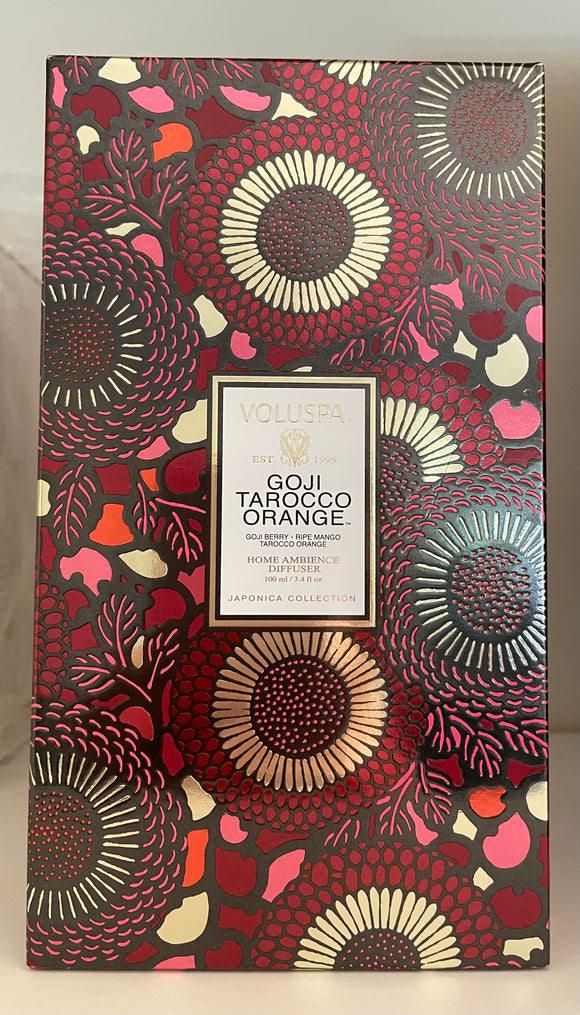 VOLUSPA®
EST. V 1999
GOJI
TAROCCO
ORANGE™
GOJI BERRY • RIPE MANGO
TAROCCO ORANGE
HOME AMBIENCE
DIFFUSER
100 ml / 3.4 fl oz
JAPONICA COLLECTION